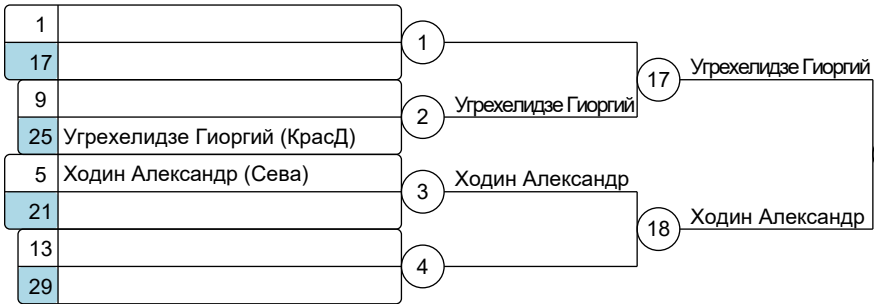 1
17
9
25 Угрехелидзе Гиоргий (КрасД)
5 Ходин Александр (Сева)
21
13
29
1
2 Угрехелидзе Гиоргий
3 Ходин Александр
4
17 Угрехелидзе Гиоргий
18 Ходин Александр